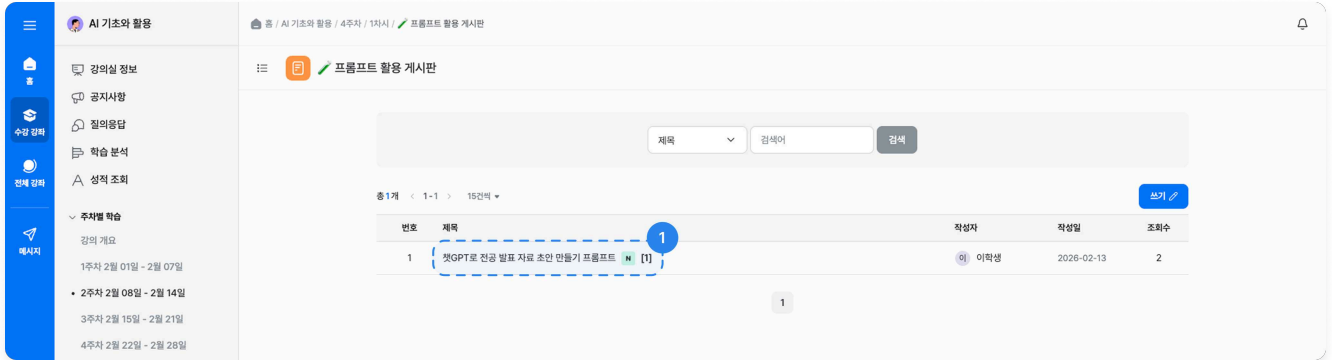 AI 기초와 활용
홈 / AI 기초와 활용 / 4주차 / 1차시 / 프롬프트 활용 게시판
홈
수강 강좌
전체 강좌
메시지
강의실 정보
공지사항
질의응답
학습 분석
성적 조회
주차별 학습
강의 개요
1주차 2월 01일 - 2월 07일
2주차 2월 08일 - 2월 14일
3주차 2월 15일 - 2월 21일
4주차 2월 22일 - 2월 28일
프롬프트 활용 게시판
제목 검색어 검색
총1개 < 1-1 > 15건씩 쓰기
번호 제목 작성자 작성일 조회수
1
1 챗GPT로 전공 발표 자료 초안 만들기 프롬프트 N [1] 이 이학생 2026-02-13 2
1